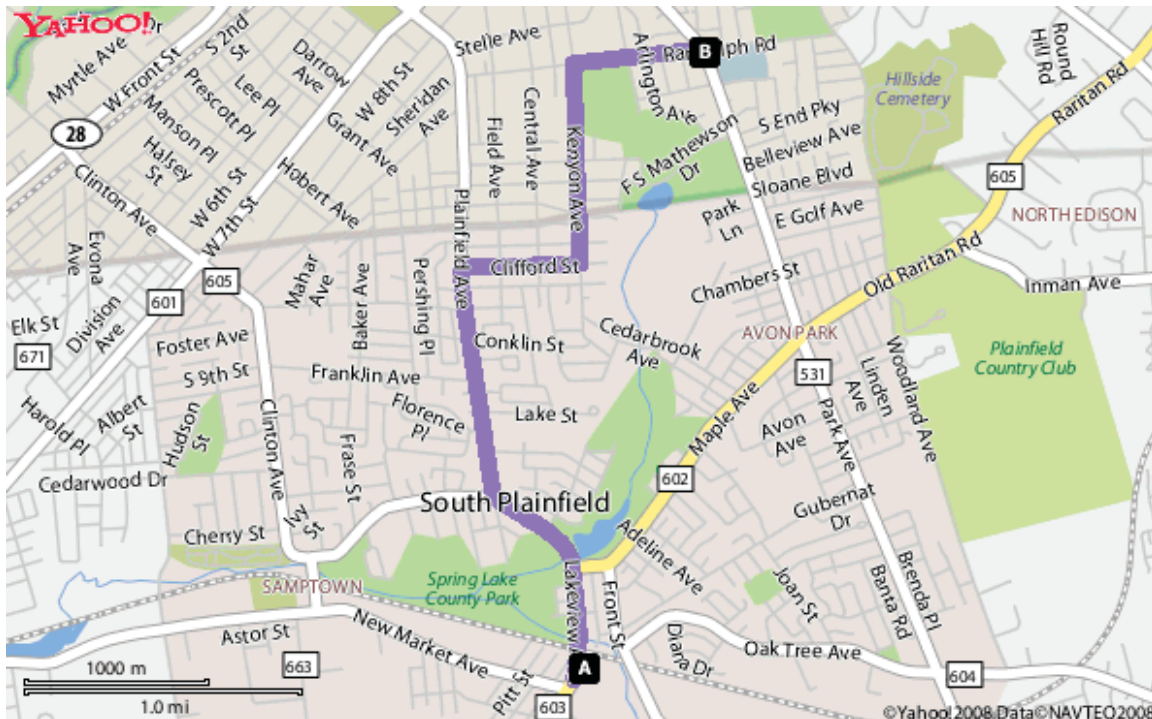 YAHOO!
Dr
Myrtle Ave
W Front St
S 2nd St
Darrow Ave
Lee Pl
Prescott Pl
Manson Pl
Halsey St
28
Clinton Ave
W 6th St
W 7th St
Grant Ave
W 8th St
Sheridan Ave
Hobert Ave
Stelle Ave
Field Ave
Central Ave
Kenyon Ave
Plainfield Ave
Arlington Ave
B
F S Mathewson Dr
S End Pky
Belleview Ave
Sloane Blvd
Park Ln
E Golf Ave
Hillside Cemetery
Round Hill Rd
Raritan Rd
605
NORTH EDISON
Old Raritan Rd
Inman Ave
Evona Ave
Division Ave
601
605
Elk St
671
Mahar Ave
Baker Ave
Pershing Pl
Clifford St
Chambers St
Foster Ave
S 9th St
Franklin Ave
Florence Pl
Conklin St
Cedarbrook Ave
AVON PARK
531
Plainfield Country Club
Lake St
Maple Ave
Avon Ave
Linden Ave
Woodland Ave
Park Ave
Harold Pl
Albert St
Hudson St
Clinton Ave
Frase St
Cedarwood Dr
Cherry St
Ivy St
South Plainfield
602
Gubernat Dr
Adeline Ave
SAMPTOWN
Spring Lake County Park
Lakeview
Front St
Joan St
Banta Rd
Brenda Pl
Astor St
New Market Ave
663
Pitt St
A
603
Diana Dr
Oak Tree Ave
604
1000 m
1.0 mi
©Yahoo! 2008 Data©NAVTEQ2008